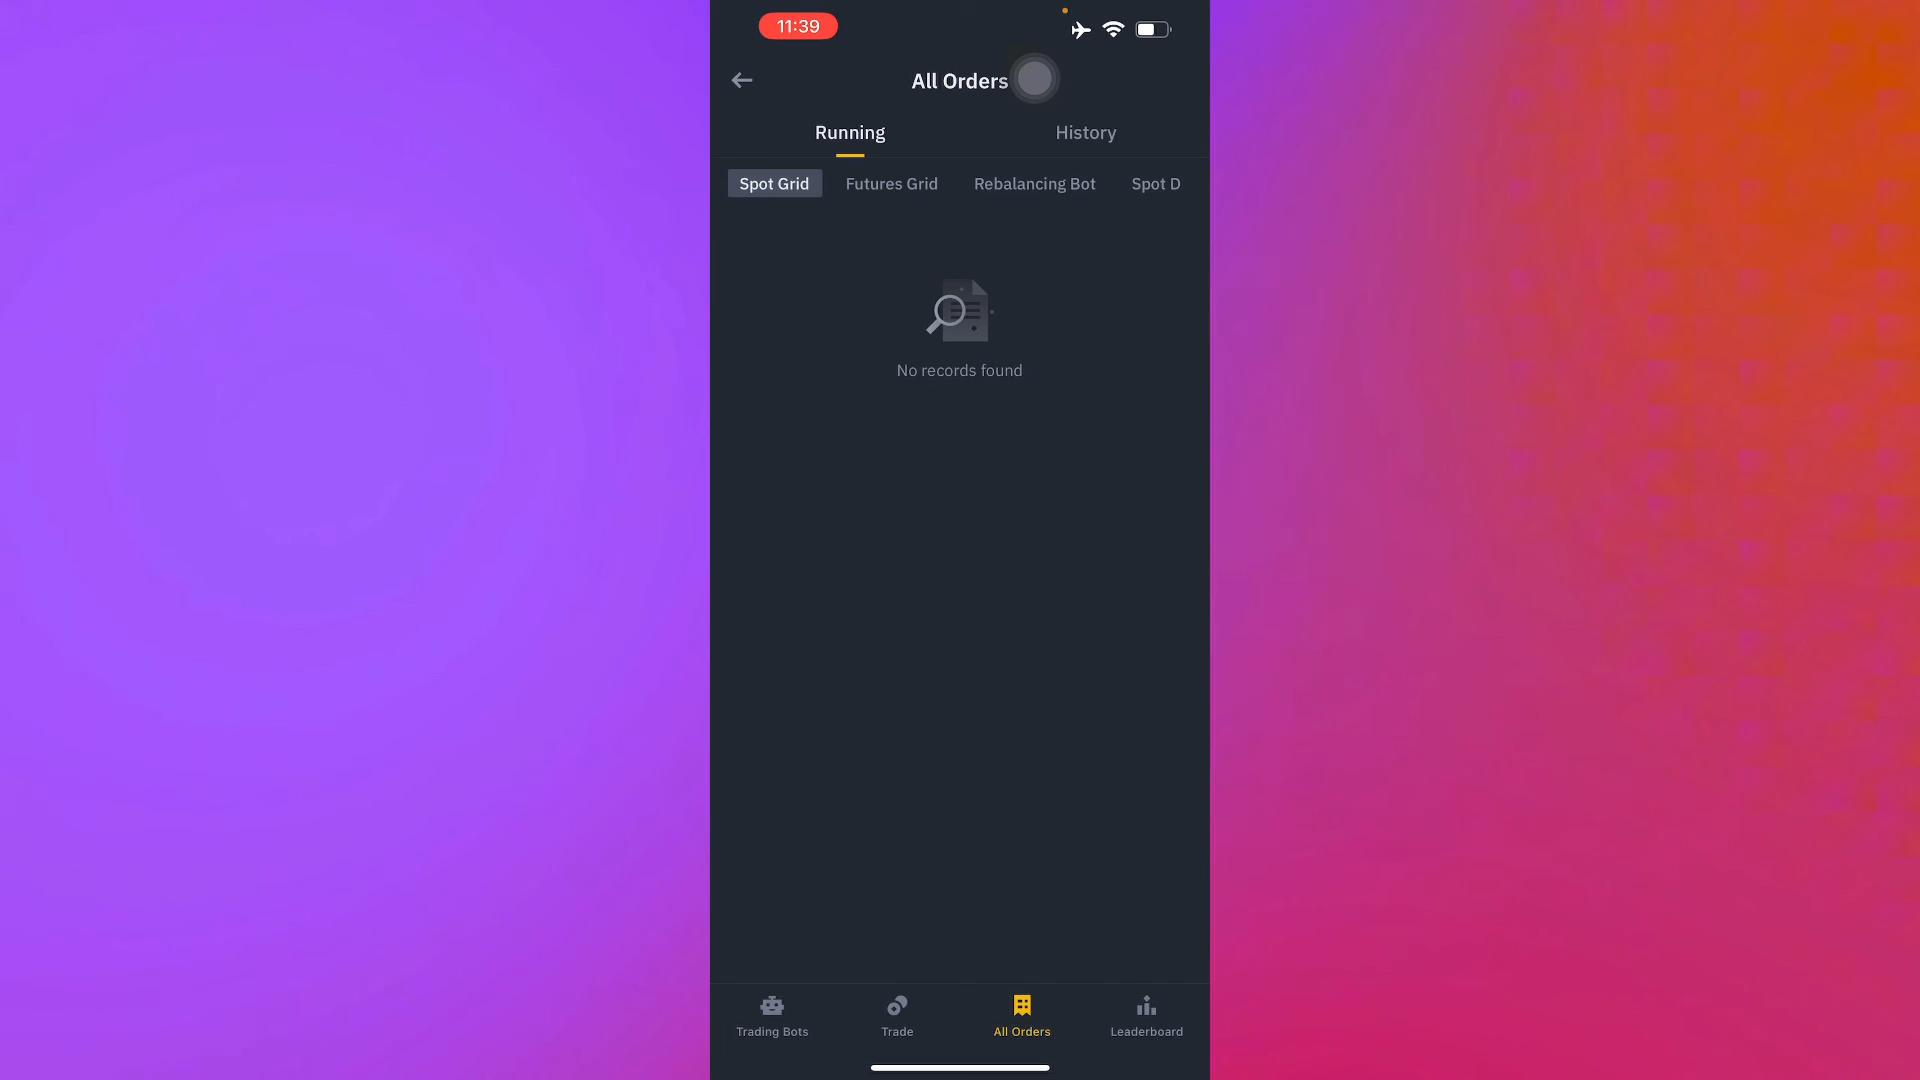 11:39
All Orders
Running History
Spot Grid Futures Grid Rebalancing Bot Spot D
No records found
Trading Bots Trade All Orders Leaderboard